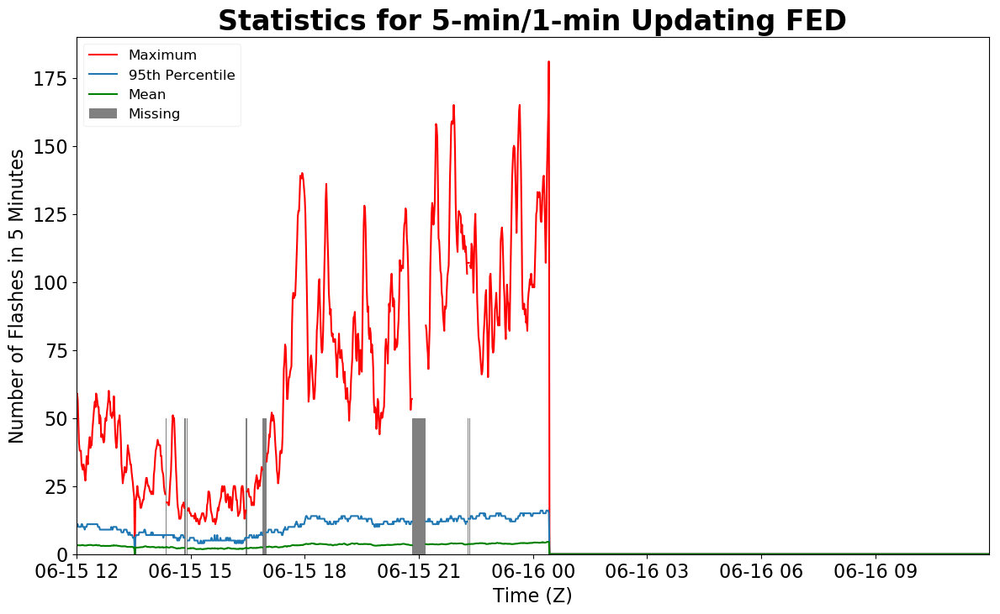 Statistics for 5-min/1-min Updating FED
Maximum
95th Percentile
Mean
Missing
Number of Flashes in 5 Minutes
175
150
125
100
75
50
25
0
06-15 12
06-15 15
06-15 18
06-15 21
06-16 00
06-16 03
06-16 06
06-16 09
Time (Z)